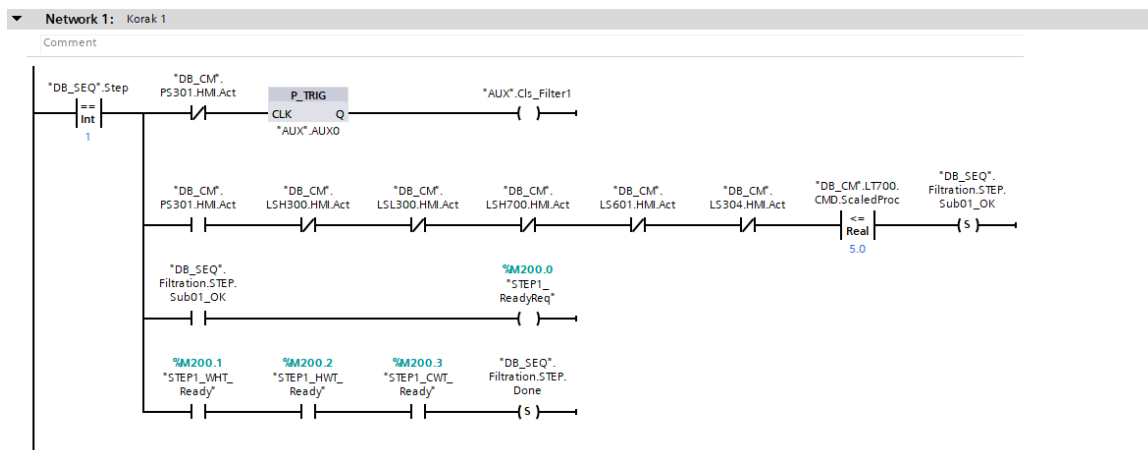 Network 1: Korak 1
Comment
"DB_SEQ".Step
==
Int
1
"DB_CM".
PS301.HMI.Act
P_TRIG
CLK Q
"AUX".AUX0
"AUX".Cls_Filter1
( )
"DB_CM".
PS301.HMI.Act
"DB_CM".
LSH300.HMI.Act
"DB_CM".
LSL300.HMI.Act
"DB_CM".
LSH700.HMI.Act
"DB_CM".
LS601.HMI.Act
"DB_CM".
LS304.HMI.Act
"DB_CM".LT700.
CMD.ScaledProc
<=
Real
5.0
"DB_SEQ".
Filtration.STEP.
Sub01_OK
( S )
"DB_SEQ".
Filtration.STEP.
Sub01_OK
%M200.0
"STEP1_
ReadyReq"
( )
%M200.1
"STEP1_WHT_
Ready"
%M200.2
"STEP1_HWT_
Ready"
%M200.3
"STEP1_CWT_
Ready"
"DB_SEQ".
Filtration.STEP.
Done
( S )